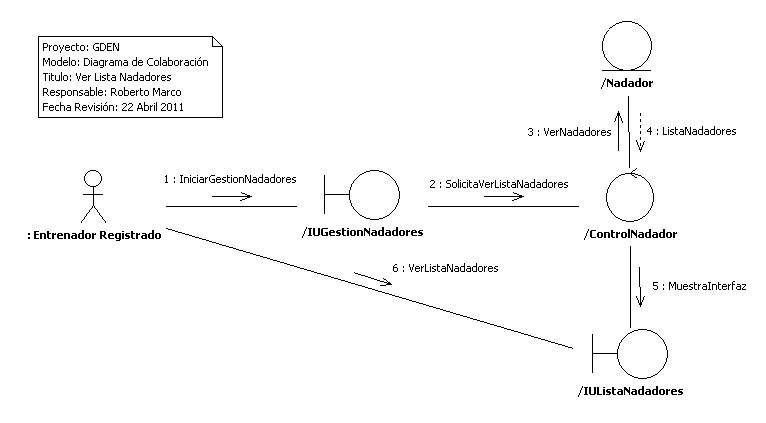 Proyecto: GDEN
Modelo: Diagrama de Colaboración
Titulo: Ver Lista Nadadores
Responsable: Roberto Marco
Fecha Revisión: 22 Abril 2011
/Nadador
3 : VerNadadores
4 : ListaNadadores
1 : IniciarGestionNadadores
2 : SolicitaVerListaNadadores
: Entrenador Registrado
/IUGestionNadadores
/ControlNadador
6 : VerListaNadadores
5 : MuestraInterfaz
/IUListaNadadores